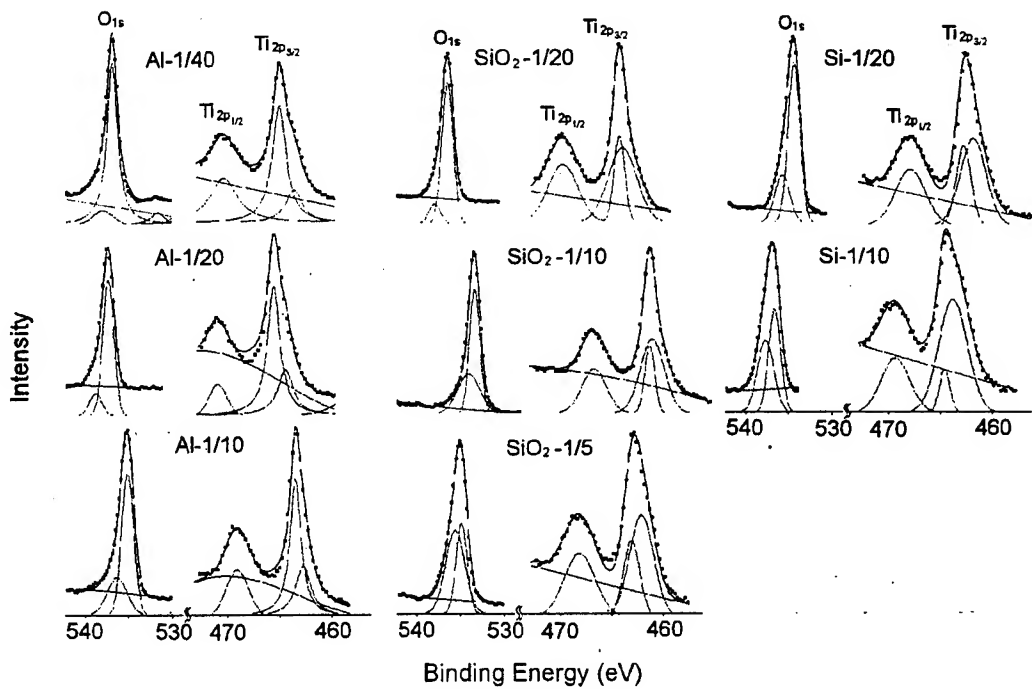 O1s
Al-1/40
Ti2p3/2
Ti2p1/2
O1s
SiO2-1/20
Ti2p3/2
Ti2p1/2
O1s
Si-1/20
Ti2p3/2
Ti2p1/2
Al-1/20
SiO2-1/10
Si-1/10
Intensity
540 530 470 460
Al-1/10
SiO2-1/5
540 530 470 460
540 530 470 460
Binding Energy (eV)